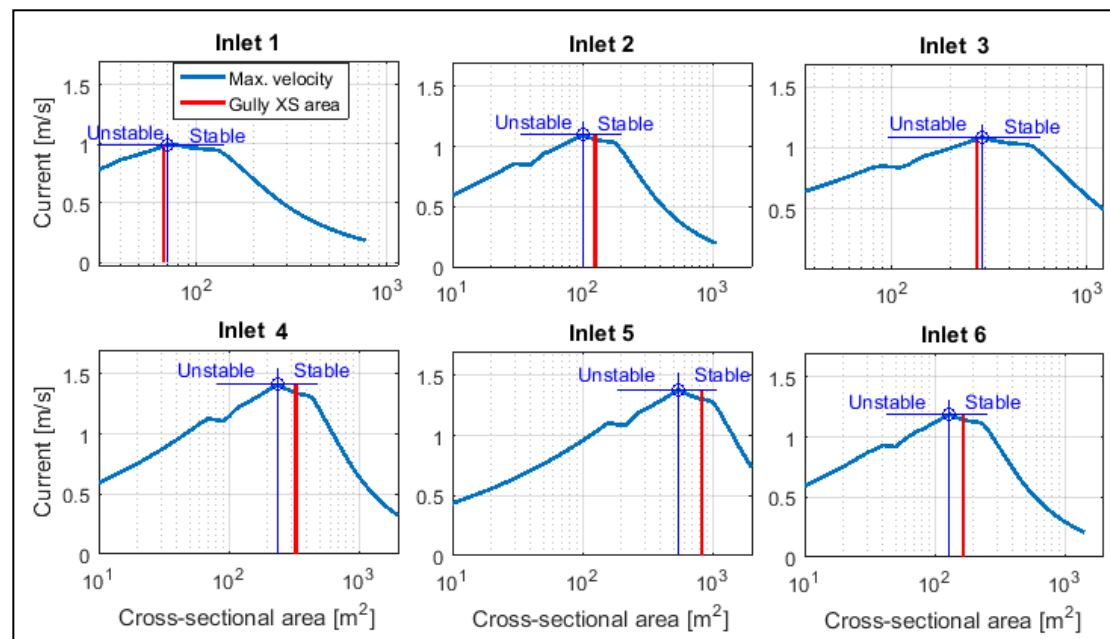 Inlet 1
Inlet 2
Inlet 3
Max. velocity
Gully XS area
Unstable Stable
Unstable Stable
Unstable Stable
Current [m/s]
1.5
1
0.5
0
10^2
10^3
1.5
1
0.5
0
10^1
10^2
10^3
1.5
1
0.5
10^2
10^3
Inlet 4
Inlet 5
Inlet 6
Unstable Stable
Unstable Stable
Unstable Stable
Current [m/s]
1.5
1
0.5
0
10^1
10^2
10^3
1.5
1
0.5
0
10^1
10^2
10^3
1.5
1
0.5
0
10^1
10^2
10^3
Cross-sectional area [m^2]
Cross-sectional area [m^2]
Cross-sectional area [m^2]